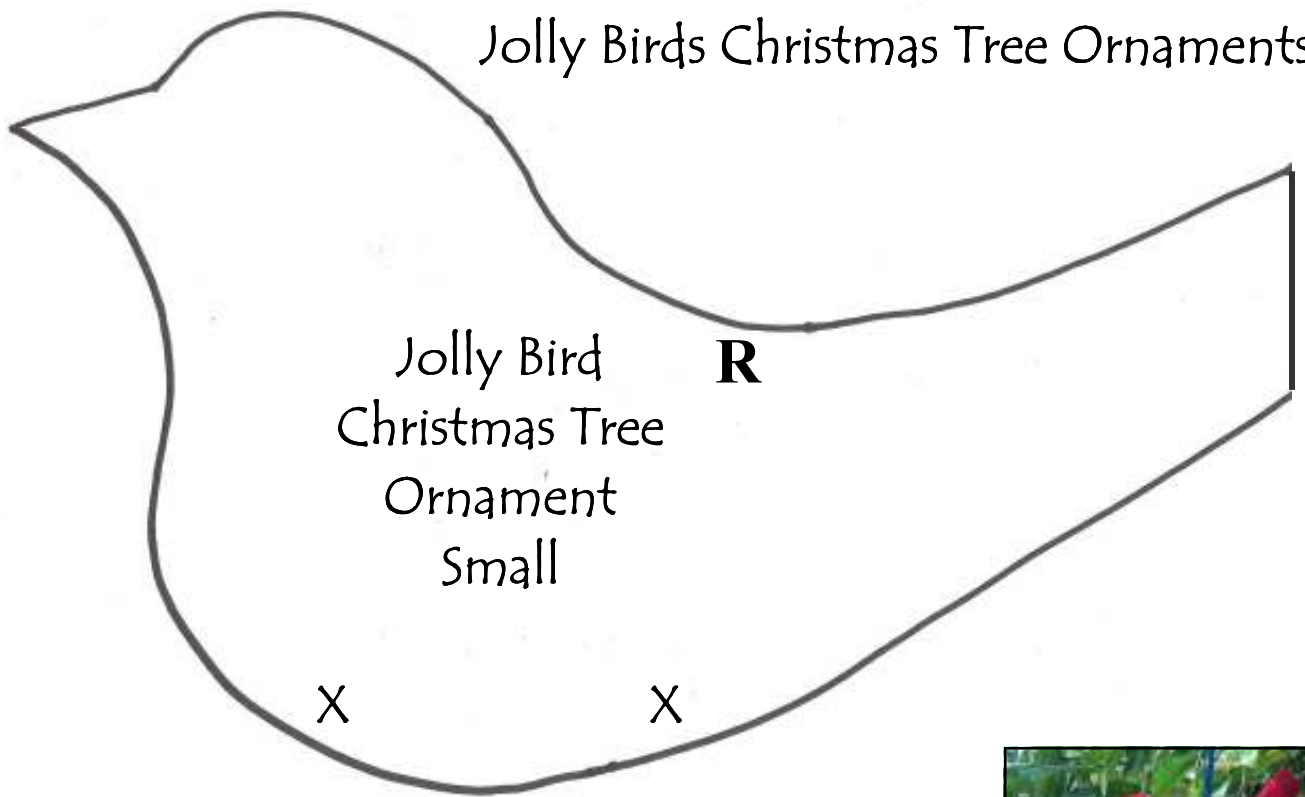 Jolly Birds Christmas Tree Ornaments
Jolly Bird
R
Christmas Tree
Ornament
Small
X X